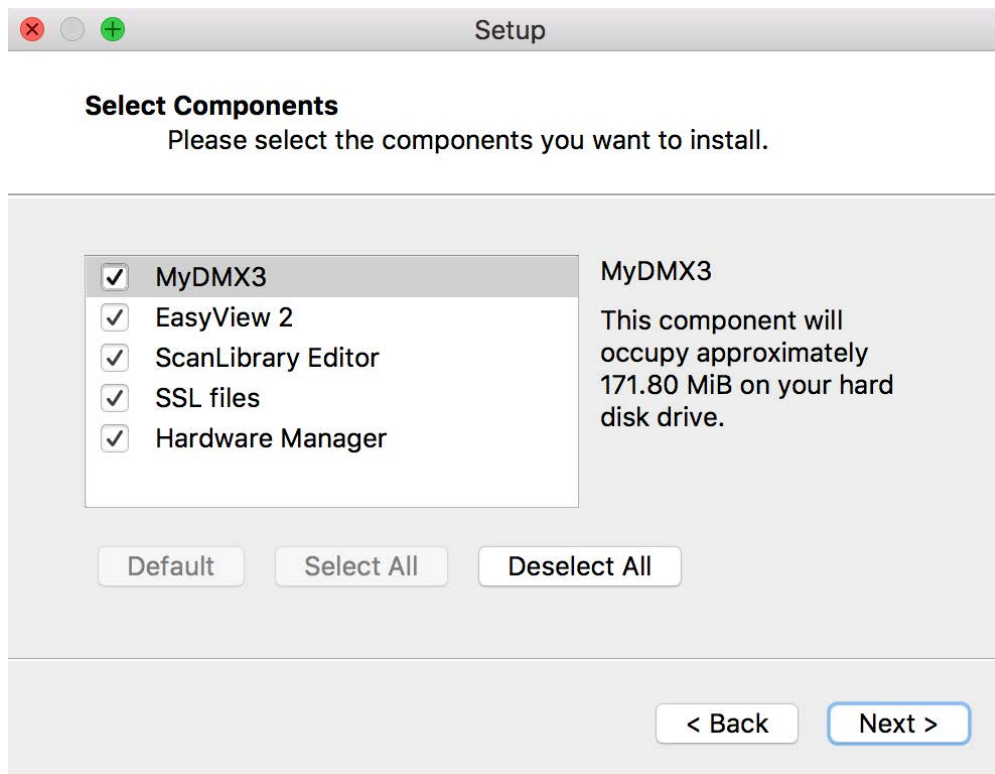 Setup
Select Components
Please select the components you want to install.
MyDMX3
EasyView 2
ScanLibrary Editor
SSL files
Hardware Manager
MyDMX3
This component will
occupy approximately
171.80 MiB on your hard
disk drive.
Default
Select All
Deselect All
< Back
Next >